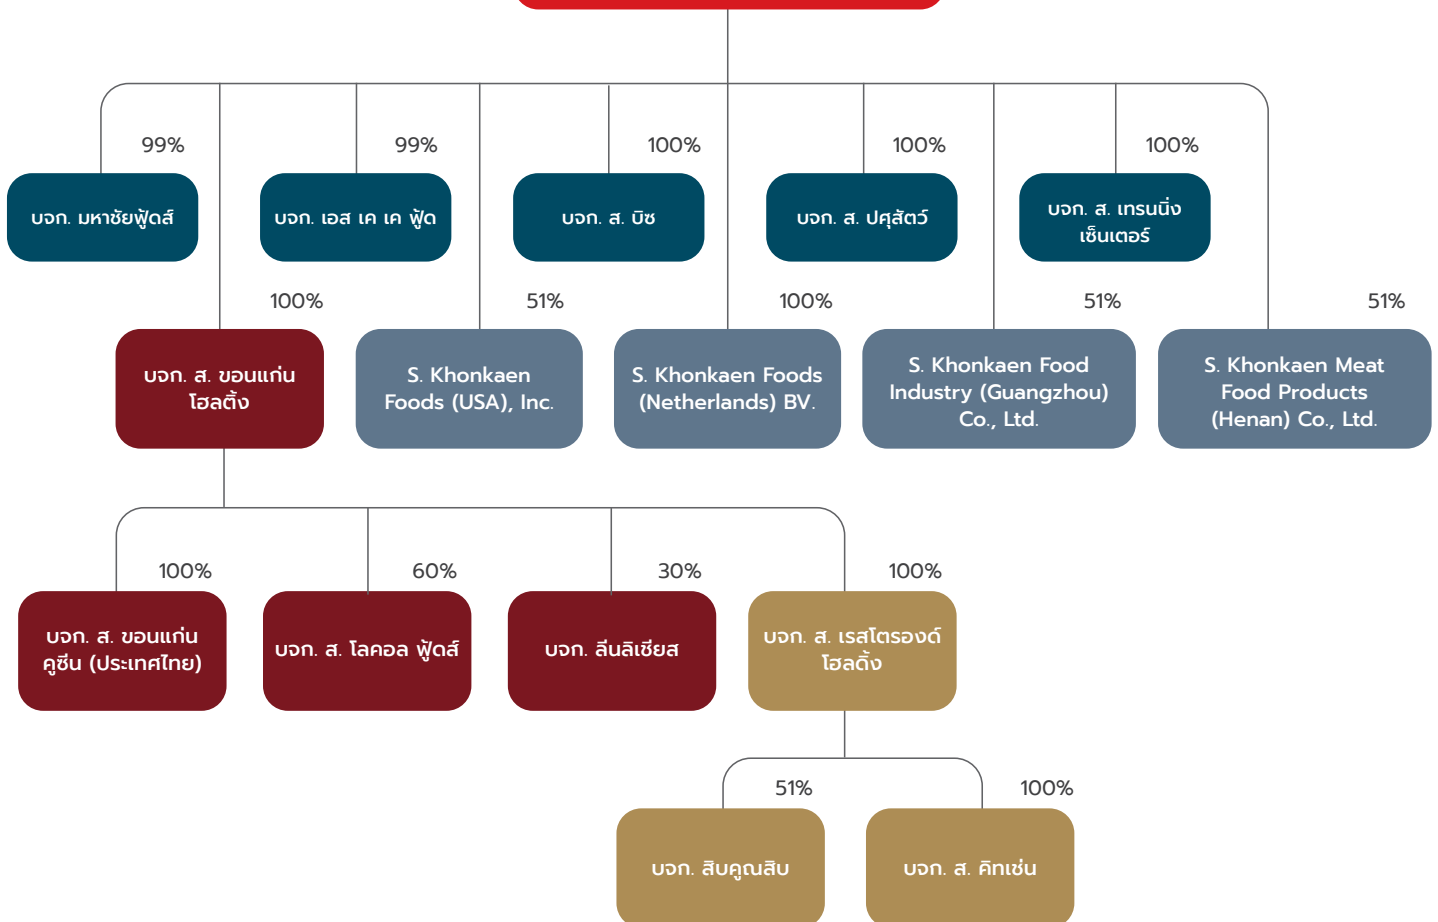 99%
99%
100%
100%
100%
บจก. มหาชัยฟู้ดส์
บจก. เอส เค เค ฟู้ด
บจก. ส. บิซ
บจก. ส. ปศุสัตว์
บจก. ส. เทรนนิ่ง
เซ็นเตอร์
100%
51%
100%
51%
51%
บจก. ส. ขอนแก่น
โฮลติ้ง
S. Khonkaen
Foods (USA), Inc.
S. Khonkaen Foods
(Netherlands) BV.
S. Khonkaen Food
Industry (Guangzhou)
Co., Ltd.
S. Khonkaen Meat
Food Products
(Henan) Co., Ltd.
100%
60%
30%
100%
บจก. ส. ขอนแก่น
คูซีน (ประเทศไทย)
บจก. ส. โลคอล ฟู้ดส์
บจก. ลีนลิเชียส
บจก. ส. เรสโตรองด์
โฮลดิ้ง
51%
100%
บจก. สิบคูณสิบ
บจก. ส. คิทเช่น